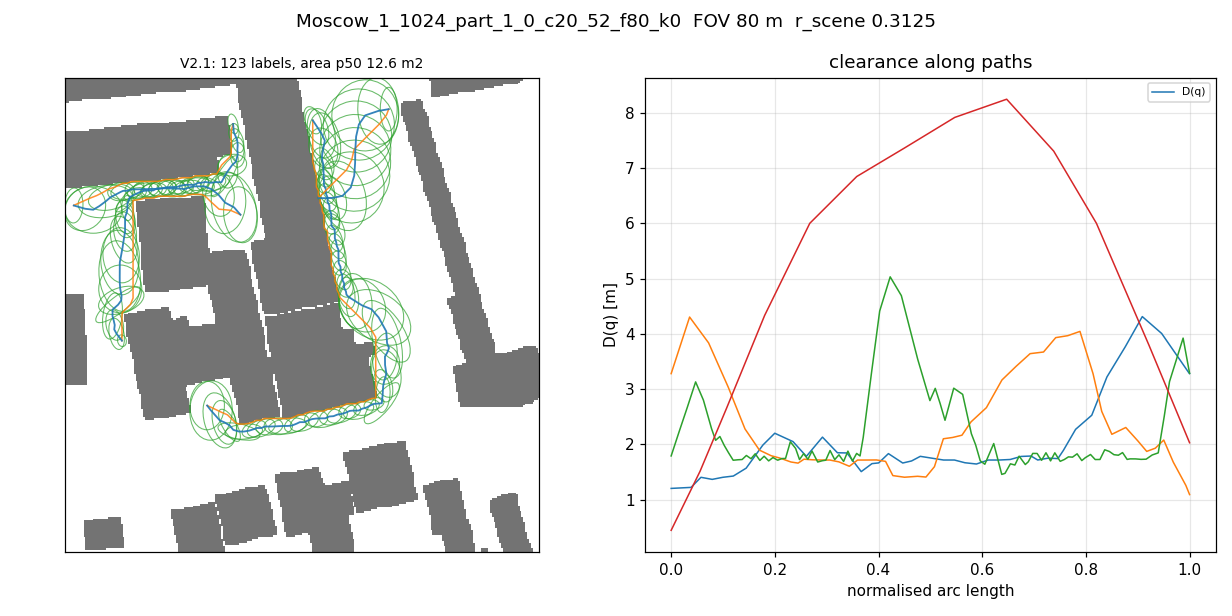 Moscow_1_1024_part_1_0_c20_52_f80_k0  FOV 80 m  r_scene 0.3125
V2.1: 123 labels, area p50 12.6 m2
clearance along paths
D(q)
8
7
6
5
4
3
2
1
D(q) [m]
0.0 0.2 0.4 0.6 0.8 1.0
normalised arc length